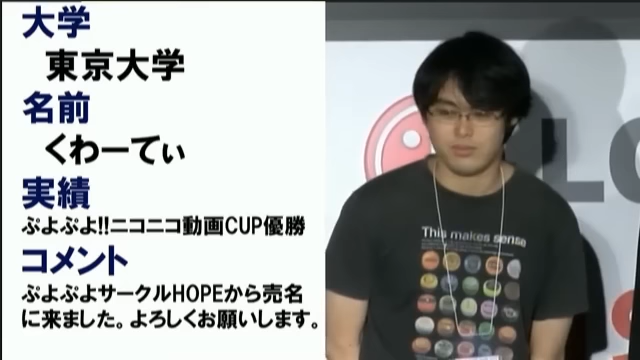 大学
東京大学
名前
くわーてぃ
実績
ぷよぷよ!!ニコニコ動画CUP優勝
コメント
ぷよぷよサークルHOPEから売名
に来ました。よろしくお願いします。
LG
This makes sense